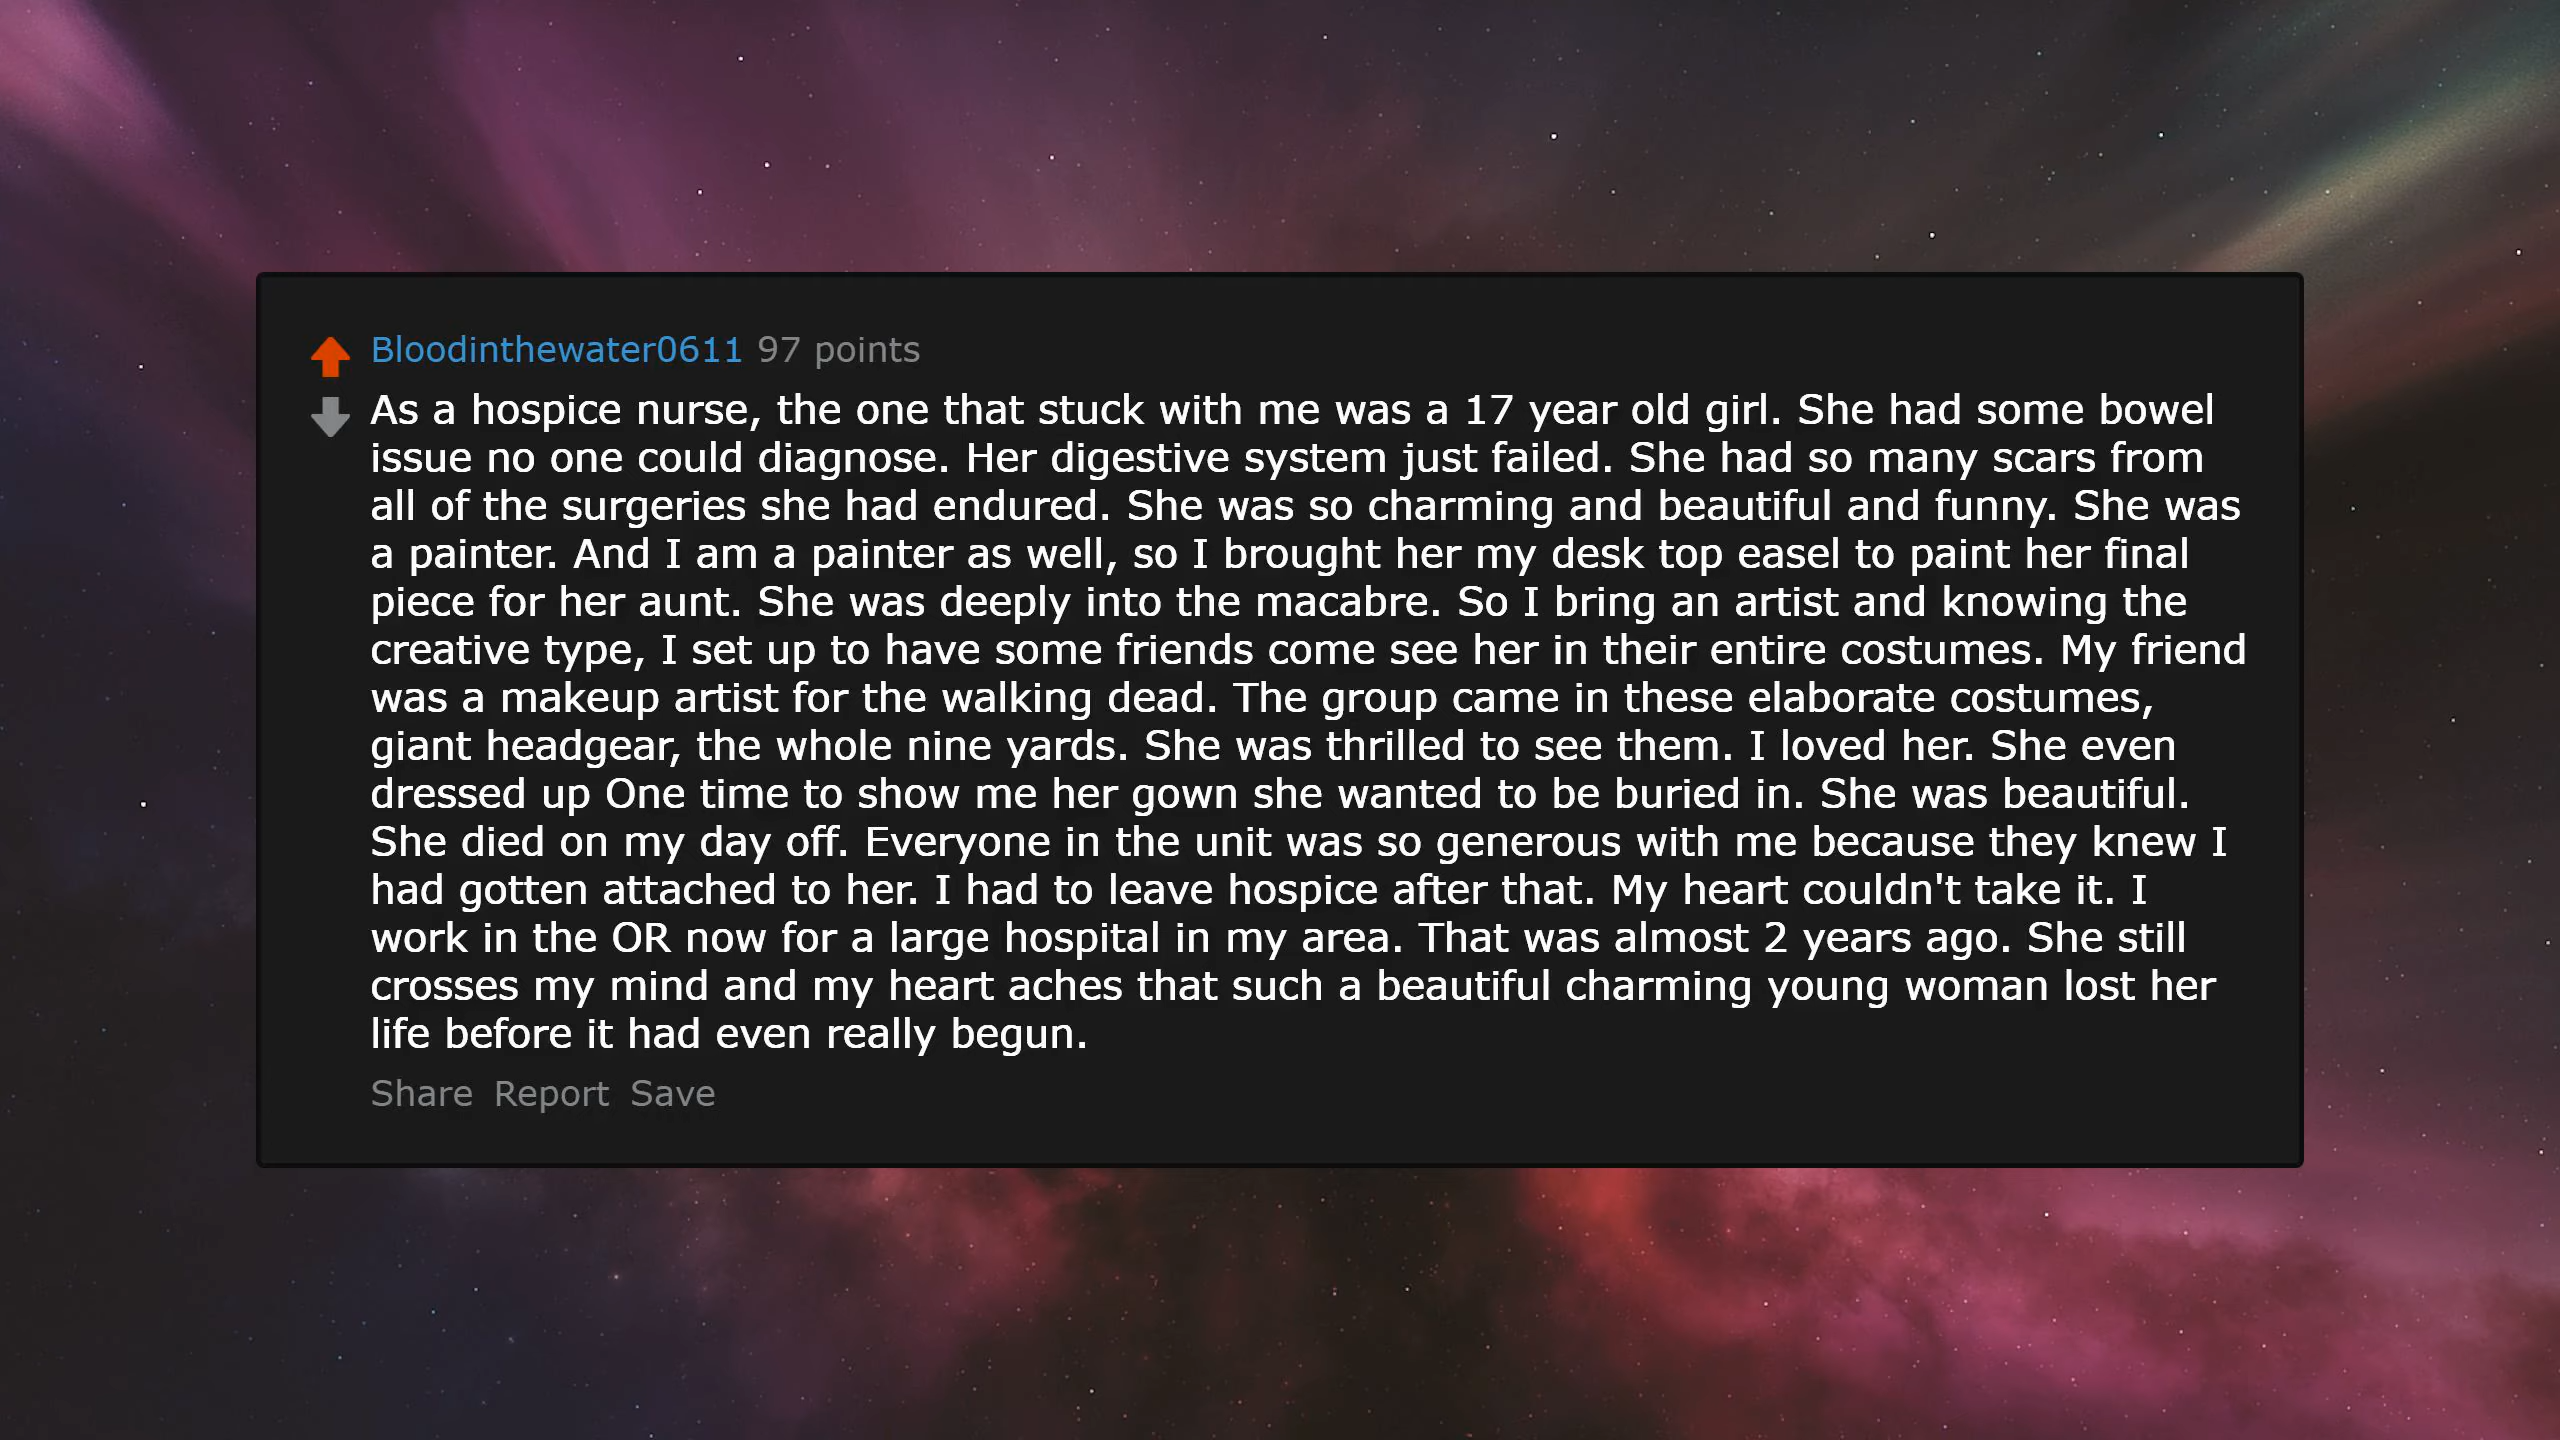 Bloodinthewater0611 97 points
As a hospice nurse, the one that stuck with me was a 17 year old girl. She had some bowel
issue no one could diagnose. Her digestive system just failed. She had so many scars from
all of the surgeries she had endured. She was so charming and beautiful and funny. She was
a painter. And I am a painter as well, so I brought her my desk top easel to paint her final
piece for her aunt. She was deeply into the macabre. So I bring an artist and knowing the
creative type, I set up to have some friends come see her in their entire costumes. My friend
was a makeup artist for the walking dead. The group came in these elaborate costumes,
giant headgear, the whole nine yards. She was thrilled to see them. I loved her. She even
dressed up One time to show me her gown she wanted to be buried in. She was beautiful.
She died on my day off. Everyone in the unit was so generous with me because they knew I
had gotten attached to her. I had to leave hospice after that. My heart couldn't take it. I
work in the OR now for a large hospital in my area. That was almost 2 years ago. She still
crosses my mind and my heart aches that such a beautiful charming young woman lost her
life before it had even really begun.
Share Report Save